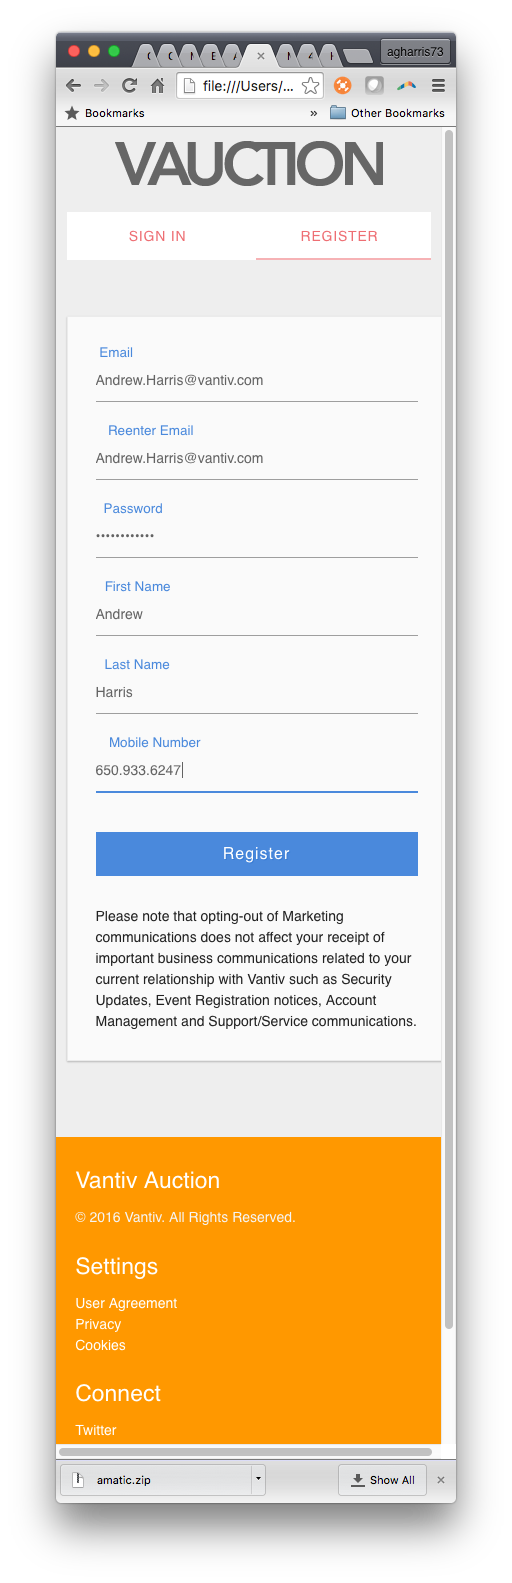 agharris73
file:///Users/...
Bookmarks
»
Other Bookmarks
VAUCTION
SIGN IN
REGISTER
Email
Andrew.Harris@vantiv.com
Reenter Email
Andrew.Harris@vantiv.com
Password
••••••••••••
First Name
Andrew
Last Name
Harris
Mobile Number
650.933.6247
Register
Please note that opting-out of Marketing
communications does not affect your receipt of
important business communications related to your
current relationship with Vantiv such as Security
Updates, Event Registration notices, Account
Management and Support/Service communications.
Vantiv Auction
© 2016 Vantiv. All Rights Reserved.
Settings
User Agreement
Privacy
Cookies
Connect
Twitter
amatic.zip
Show All